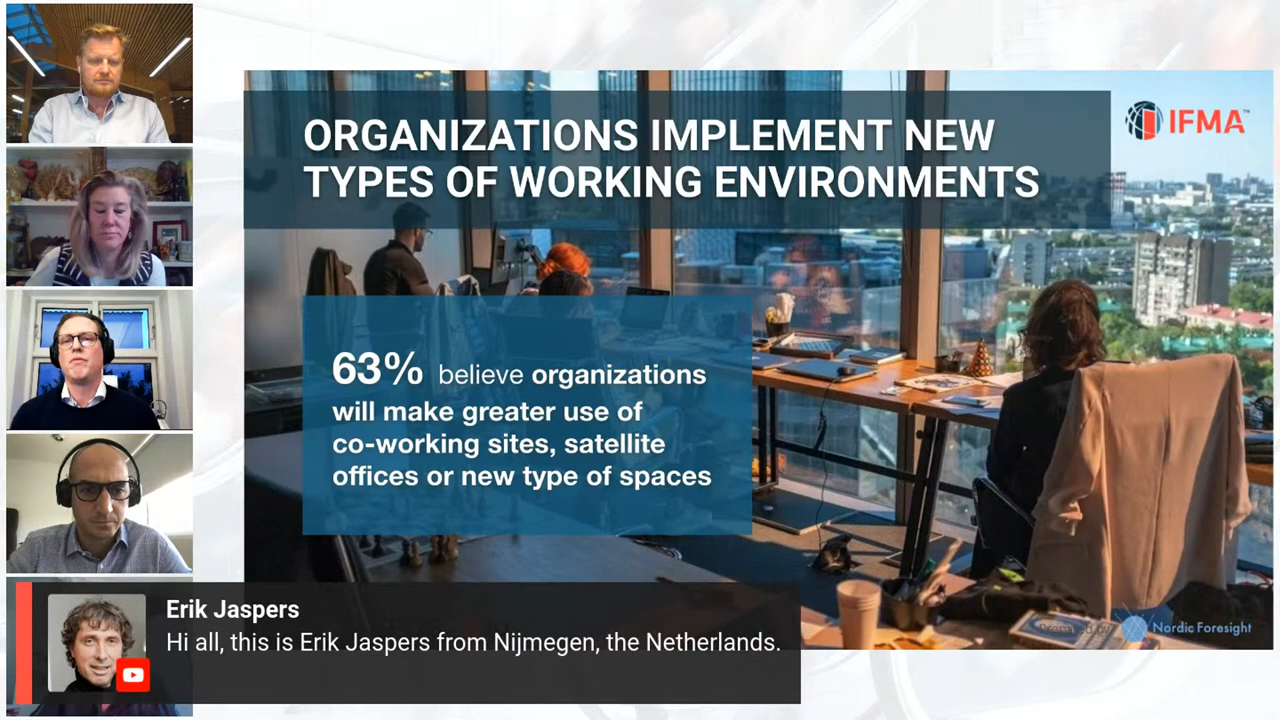 ORGANIZATIONS IMPLEMENT NEW
TYPES OF WORKING ENVIRONMENTS
IFMA™
63% believe organizations
will make greater use of
co-working sites, satellite
offices or new type of spaces
Nordic Foresight
Erik Jaspers
Hi all, this is Erik Jaspers from Nijmegen, the Netherlands.